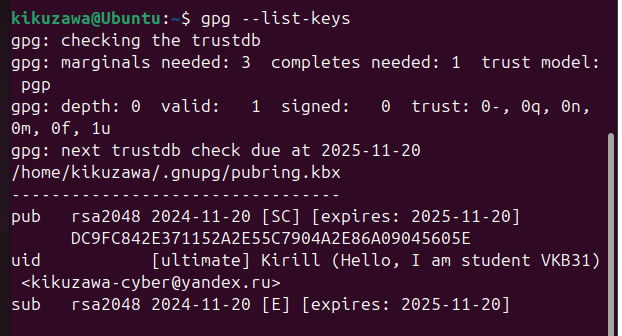 kikuzawa@Ubuntu:~$ gpg --list-keys
gpg: checking the trustdb
gpg: marginals needed: 3  completes needed: 1  trust model:
 pgp
gpg: depth: 0  valid:   1  signed:   0  trust: 0-, 0q, 0n,
0m, 0f, 1u
gpg: next trustdb check due at 2025-11-20
/home/kikuzawa/.gnupg/pubring.kbx
---------------------------------
pub   rsa2048 2024-11-20 [SC] [expires: 2025-11-20]
      DC9FC842E371152A2E55C7904A2E86A09045605E
uid           [ultimate] Kirill (Hello, I am student VKB31)
 <kikuzawa-cyber@yandex.ru>
sub   rsa2048 2024-11-20 [E] [expires: 2025-11-20]